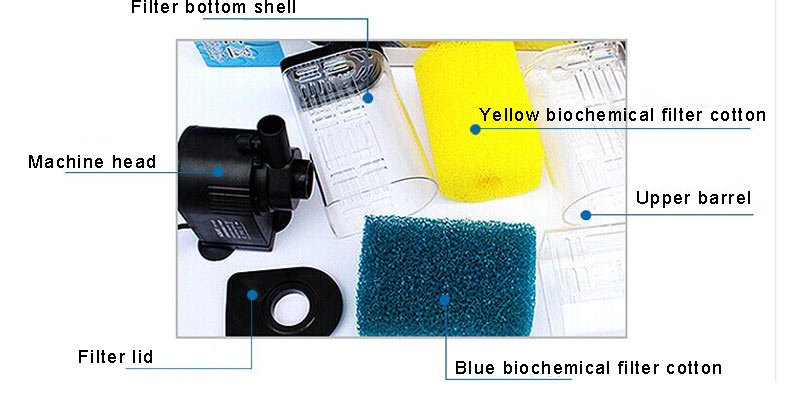 Filter bottom shell
Yellow biochemical filter cotton
Machine head
Upper barrel
Filter lid
Blue biochemical filter cotton